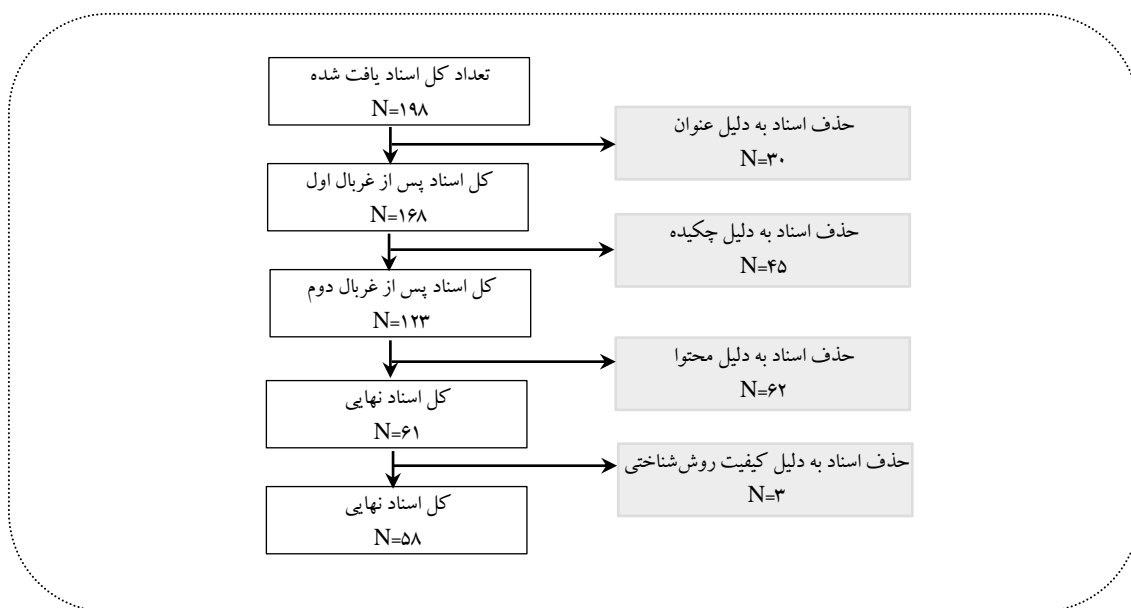 تعداد کل اسناد یافت شده
N=۱۹۸
حذف اسناد به دلیل عنوان
N=۳۰
کل اسناد پس از غربال اول
N=۱۶۸
حذف اسناد به دلیل چکیده
N=۴۵
کل اسناد پس از غربال دوم
N=۱۲۳
حذف اسناد به دلیل محتوا
N=۶۲
کل اسناد نهایی
N=۶۱
حذف اسناد به دلیل کیفیت روش‌شناختی
N=۳
کل اسناد نهایی
N=۵۸